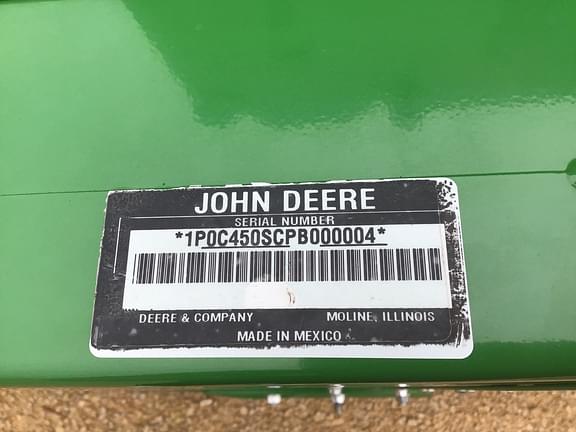 JOHN DEERE
SERIAL NUMBER
*1P0C450SCPB000004*
DEERE & COMPANY MOLINE, ILLINOIS
MADE IN MEXICO